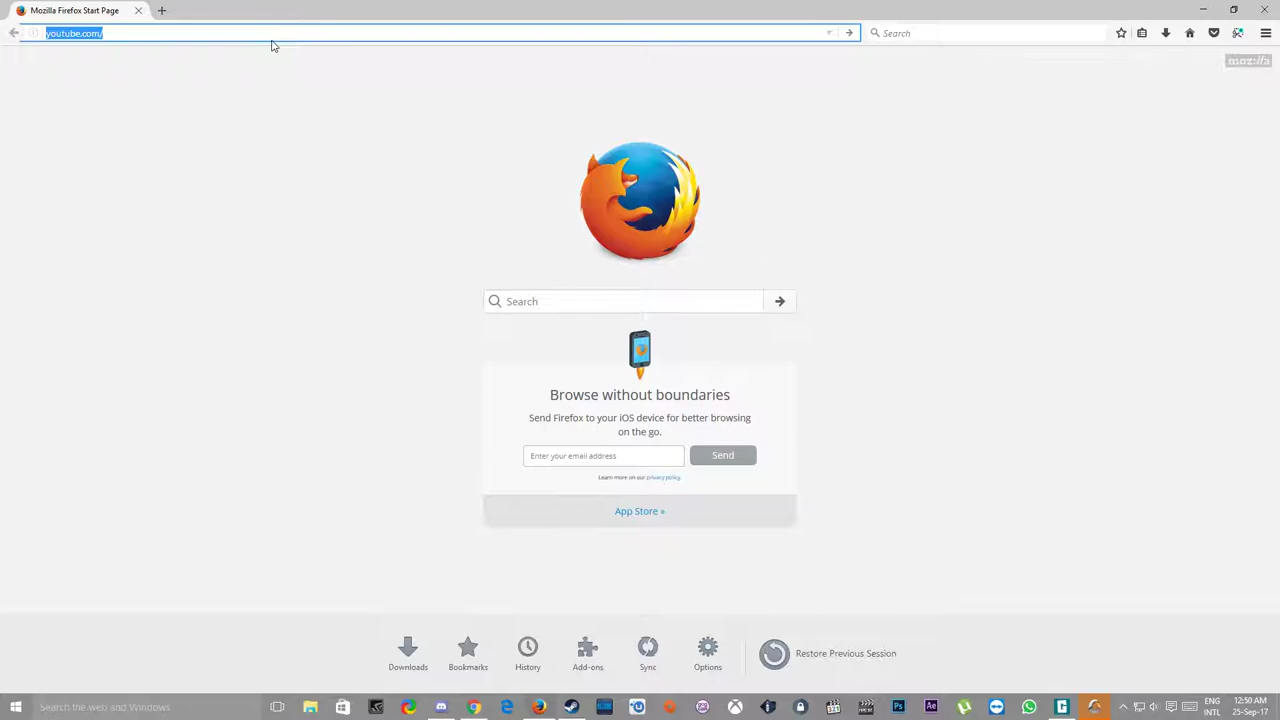 Mozilla Firefox Start Page
youtube.com/
Search
moz://a
Search
Browse without boundaries
Send Firefox to your iOS device for better browsing
on the go.
Enter your email address
Send
Learn more on our privacy policy.
App Store »
Downloads
Bookmarks
History
Add-ons
Sync
Options
Restore Previous Session
Search the web and Windows
Ps
Ae
ENG
INTL
12:50 AM
25-Sep-17